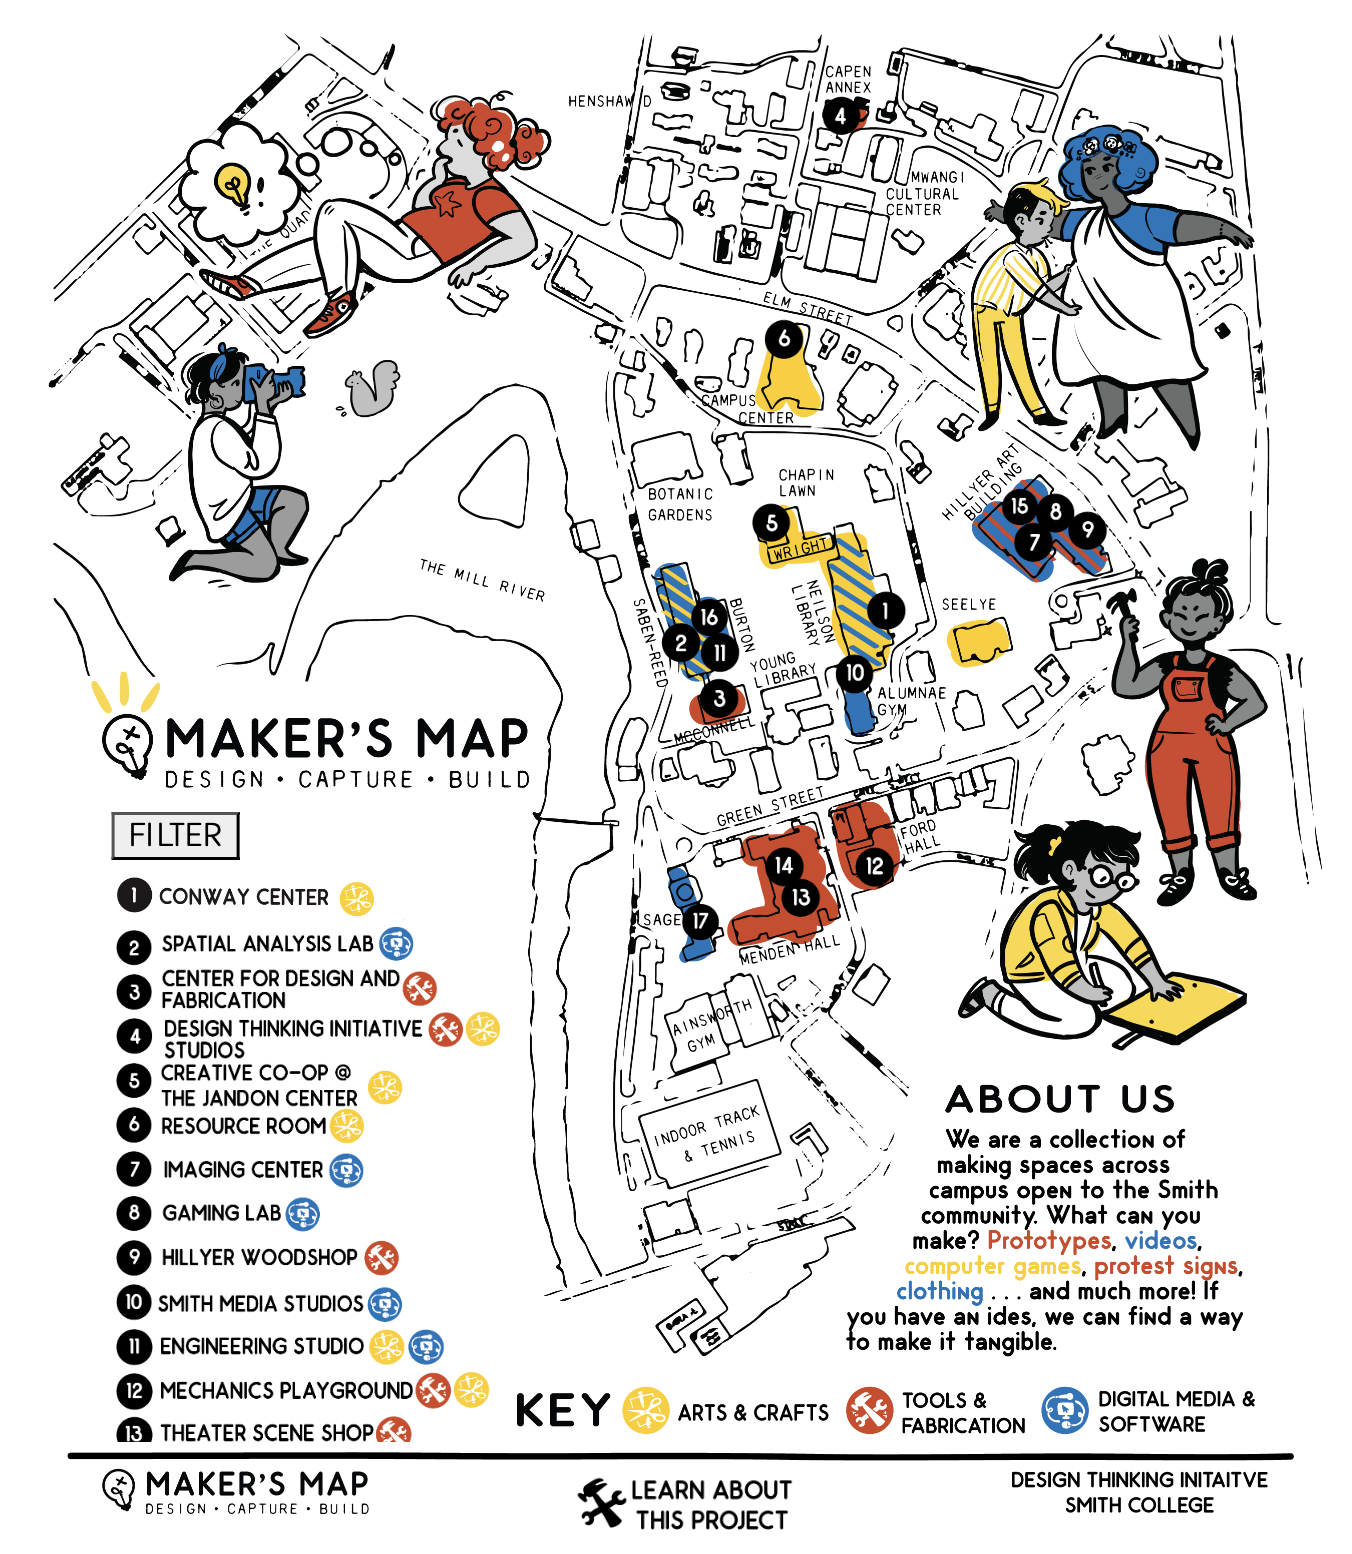 HENSHAW
CAPEN
ANNEX
4
MWANGI
CULTURAL
CENTER
THE QUAD
ELM STREET
6
CAMPUS
CENTER
BOTANIC
GARDENS
CHAPIN
LAWN
5
WRIGHT
HILLYER ART
BUILDING
15
8
7
9
THE MILL RIVER
SABEN-REED
16
BURTON
2
11
3
MCCONNELL
YOUNG
LIBRARY
NEILSON
LIBRARY
1
10
ALUMNAE
GYM
SEELYE
GREEN STREET
FORD
HALL
12
14
13
MENDEN HALL
SAGE
17
AINSWORTH
GYM
INDOOR TRACK
& TENNIS
MAKER'S MAP
DESIGN • CAPTURE • BUILD
FILTER
1 CONWAY CENTER
2 SPATIAL ANALYSIS LAB
3 CENTER FOR DESIGN AND
FABRICATION
4 DESIGN THINKING INITIATIVE
STUDIOS
5 CREATIVE CO-OP @
THE JANDON CENTER
6 RESOURCE ROOM
7 IMAGING CENTER
8 GAMING LAB
9 HILLYER WOODSHOP
10 SMITH MEDIA STUDIOS
11 ENGINEERING STUDIO
12 MECHANICS PLAYGROUND
13 THEATER SCENE SHOP
ABOUT US
We are a collection of
making spaces across
campus open to the Smith
community. What can you
make? Prototypes, videos,
computer games, protest signs,
clothing . . . and much more! If
you have an ides, we can find a way
to make it tangible.
KEY
ARTS & CRAFTS
TOOLS &
FABRICATION
DIGITAL MEDIA &
SOFTWARE
MAKER'S MAP
DESIGN • CAPTURE • BUILD
LEARN ABOUT
THIS PROJECT
DESIGN THINKING INITAITVE
SMITH COLLEGE